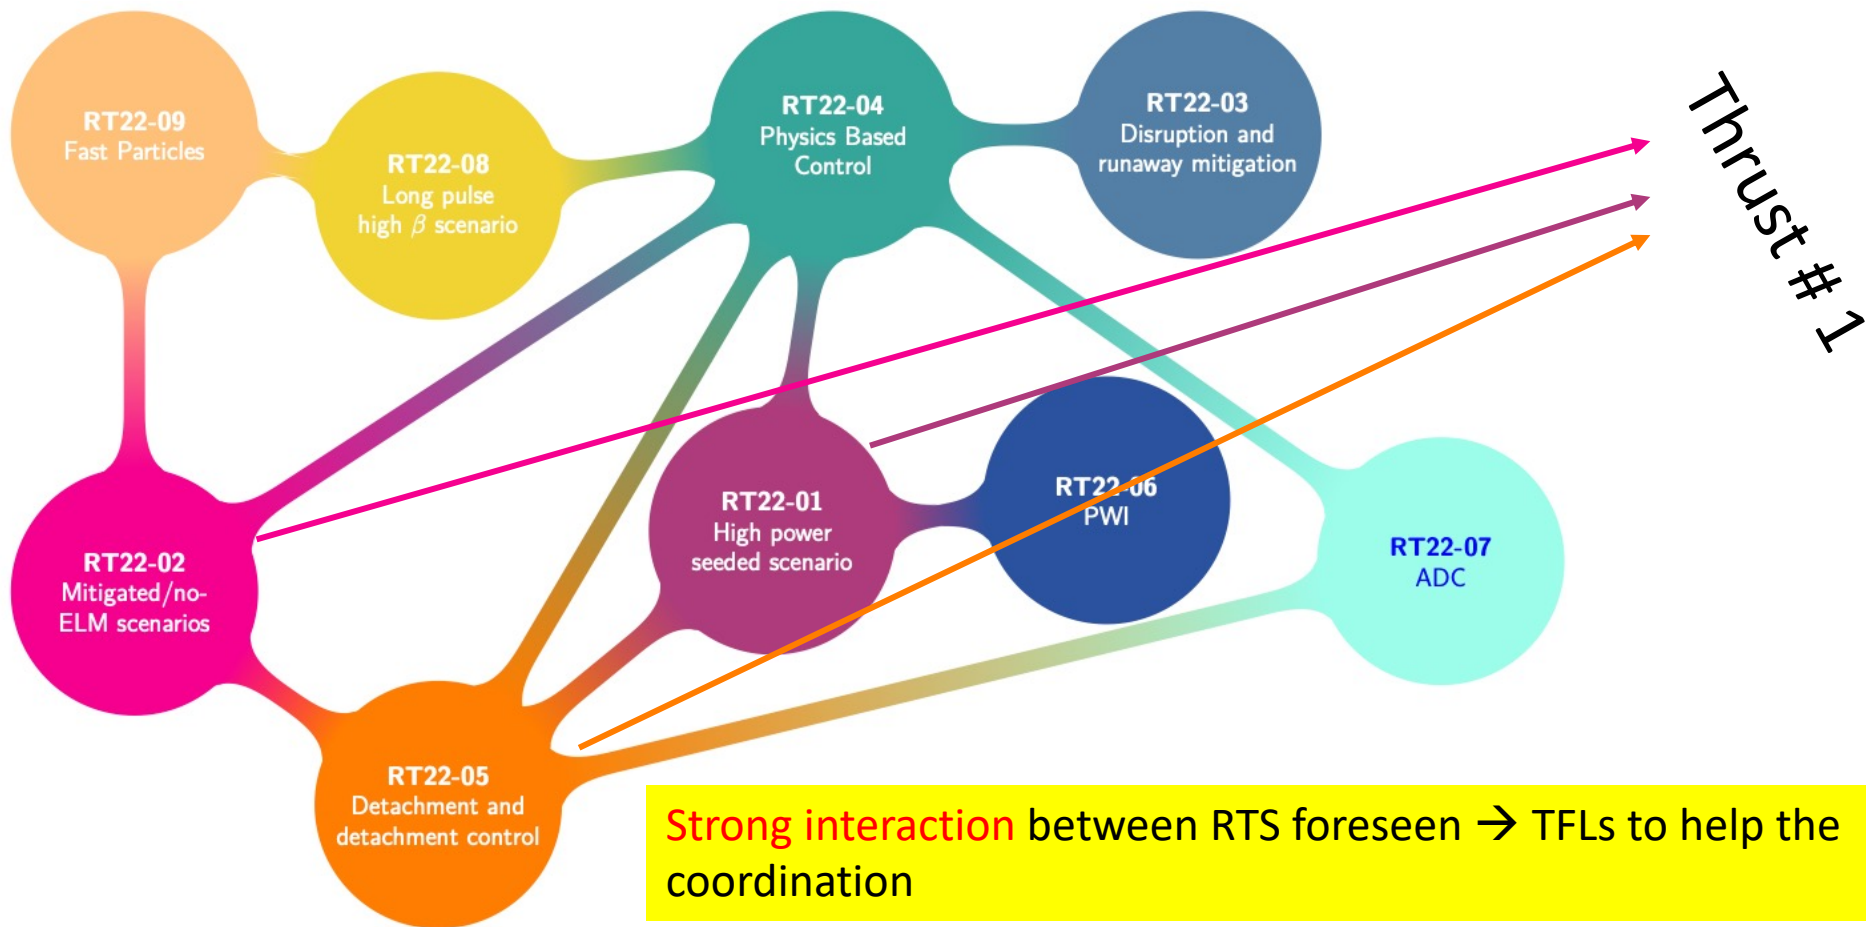 RT22-09
Fast Particles
RT22-08
Long pulse
high β scenario
RT22-04
Physics Based
Control
RT22-03
Disruption and
runaway mitigation
Thrust # 1
RT22-02
Mitigated/no-
ELM scenarios
RT22-01
High power
seeded scenario
RT22-06
PWI
RT22-07
ADC
RT22-05
Detachment and
detachment control
Strong interaction between RTS foreseen → TFLs to help the
coordination